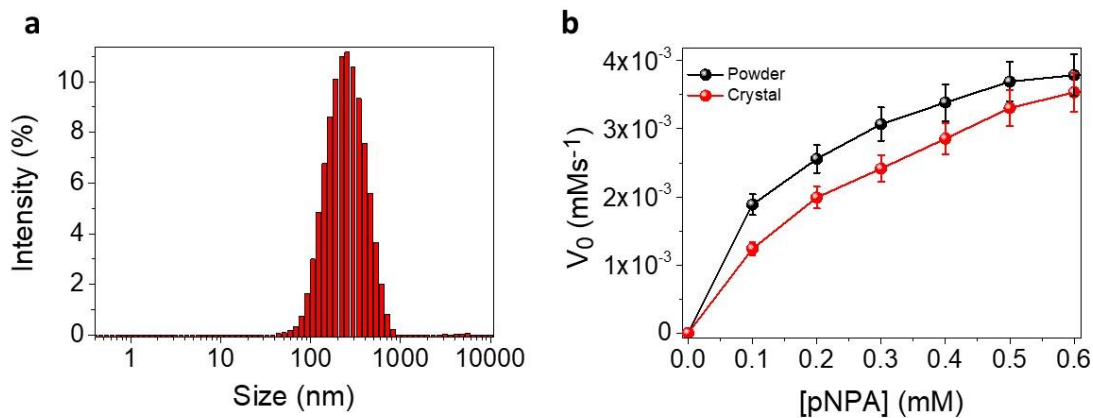 a
Intensity (%)
10
8
6
4
2
0
1 10 100 1000 10000
Size (nm)
b
V₀ (mMs⁻¹)
4x10⁻³
3x10⁻³
2x10⁻³
1x10⁻³
0
Powder
Crystal
0.0 0.1 0.2 0.3 0.4 0.5 0.6
[pNPA] (mM)